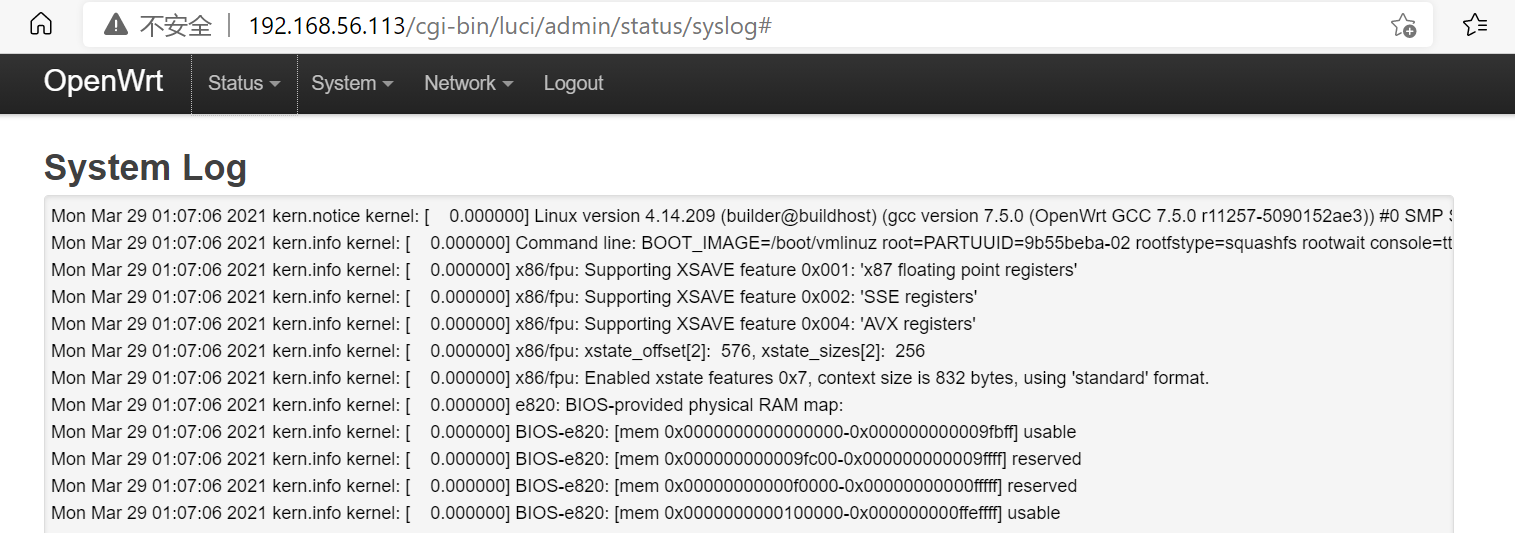 不安全 | 192.168.56.113/cgi-bin/luci/admin/status/syslog#
OpenWrt Status System Network Logout
System Log
Mon Mar 29 01:07:06 2021 kern.notice kernel: [    0.000000] Linux version 4.14.209 (builder@buildhost) (gcc version 7.5.0 (OpenWrt GCC 7.5.0 r11257-5090152ae3)) #0 SMP
Mon Mar 29 01:07:06 2021 kern.info kernel: [    0.000000] Command line: BOOT_IMAGE=/boot/vmlinuz root=PARTUUID=9b55beba-02 rootfstype=squashfs rootwait console=tt
Mon Mar 29 01:07:06 2021 kern.info kernel: [    0.000000] x86/fpu: Supporting XSAVE feature 0x001: 'x87 floating point registers'
Mon Mar 29 01:07:06 2021 kern.info kernel: [    0.000000] x86/fpu: Supporting XSAVE feature 0x002: 'SSE registers'
Mon Mar 29 01:07:06 2021 kern.info kernel: [    0.000000] x86/fpu: Supporting XSAVE feature 0x004: 'AVX registers'
Mon Mar 29 01:07:06 2021 kern.info kernel: [    0.000000] x86/fpu: xstate_offset[2]:  576, xstate_sizes[2]:  256
Mon Mar 29 01:07:06 2021 kern.info kernel: [    0.000000] x86/fpu: Enabled xstate features 0x7, context size is 832 bytes, using 'standard' format.
Mon Mar 29 01:07:06 2021 kern.info kernel: [    0.000000] e820: BIOS-provided physical RAM map:
Mon Mar 29 01:07:06 2021 kern.info kernel: [    0.000000] BIOS-e820: [mem 0x0000000000000000-0x000000000009fbff] usable
Mon Mar 29 01:07:06 2021 kern.info kernel: [    0.000000] BIOS-e820: [mem 0x000000000009fc00-0x000000000009ffff] reserved
Mon Mar 29 01:07:06 2021 kern.info kernel: [    0.000000] BIOS-e820: [mem 0x00000000000f0000-0x00000000000fffff] reserved
Mon Mar 29 01:07:06 2021 kern.info kernel: [    0.000000] BIOS-e820: [mem 0x0000000000100000-0x000000000ffeffff] usable